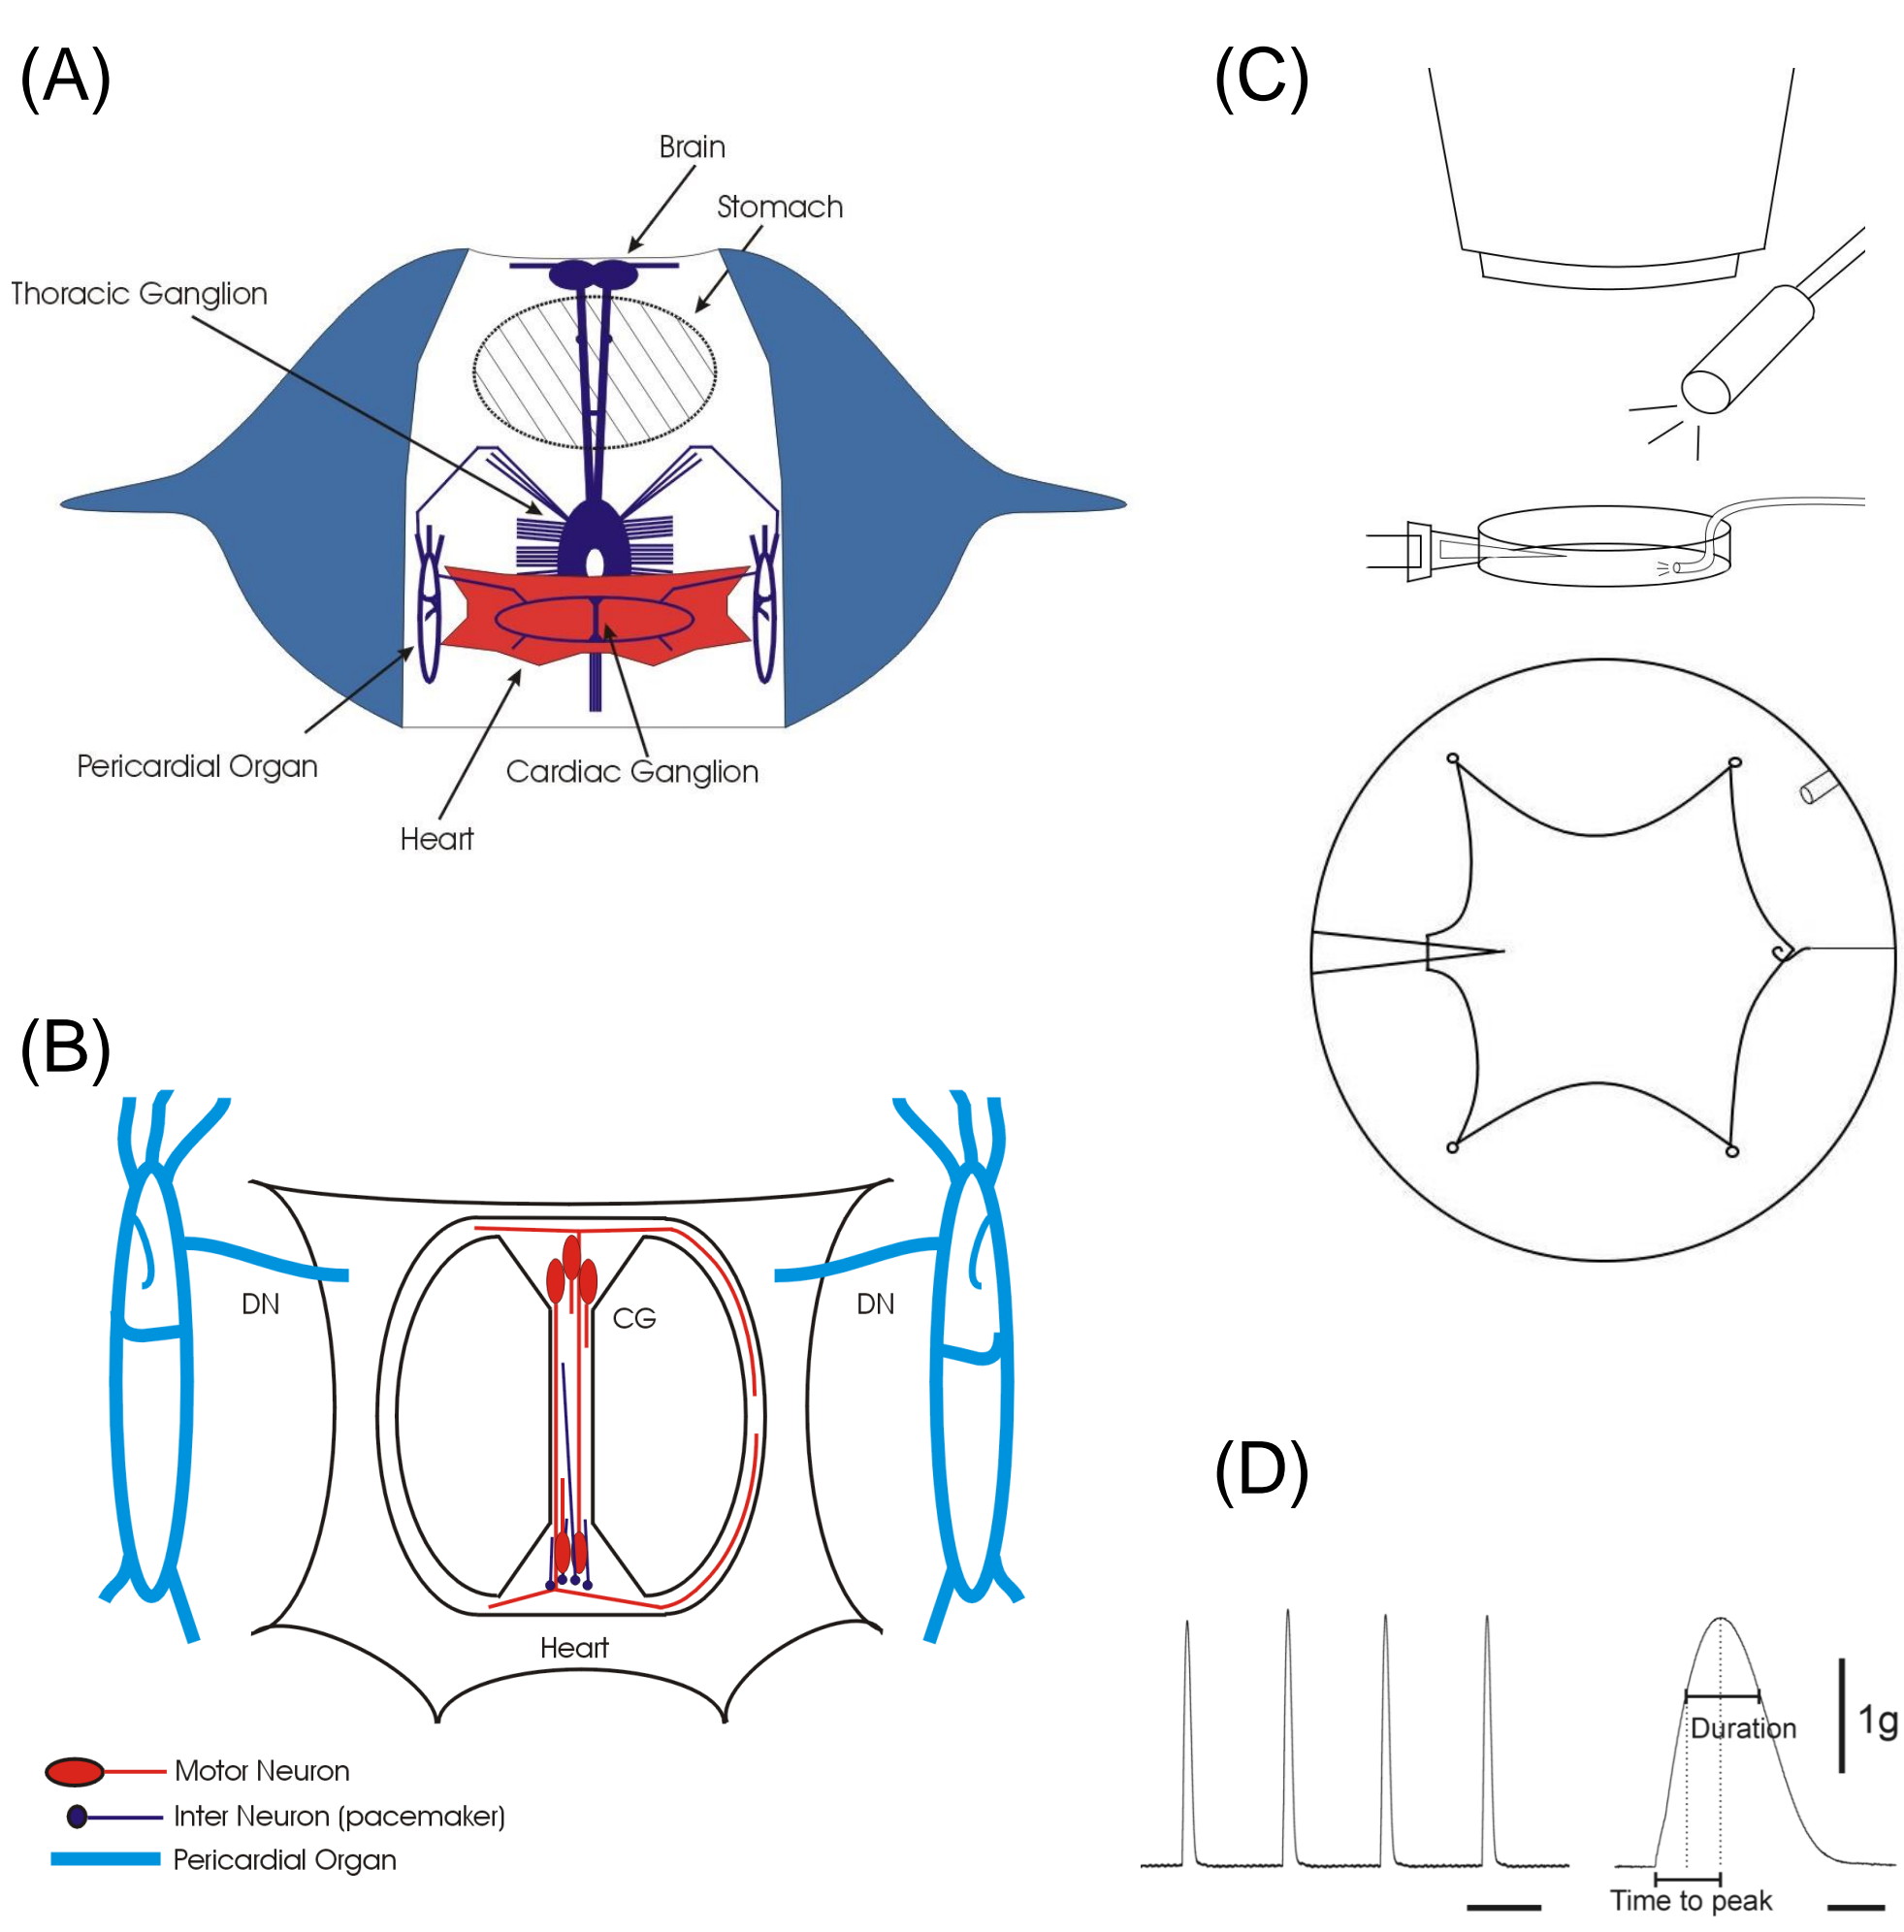 (A)
Brain
Stomach
Thoracic Ganglion
Pericardial Organ
Cardiac Ganglion
Heart
(B)
DN
CG
DN
Heart
Motor Neuron
Inter Neuron (pacemaker)
Pericardial Organ
(C)
(D)
Duration
1g
Time to peak